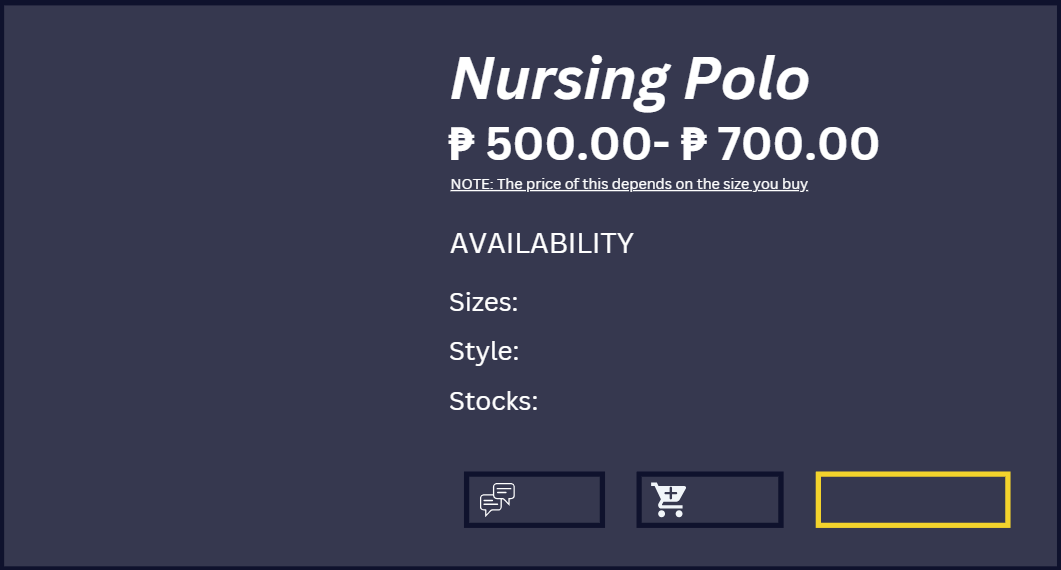 Nursing Polo
₱ 500.00- ₱ 700.00
NOTE: The price of this depends on the size you buy
AVAILABILITY
Sizes:
Style:
Stocks: